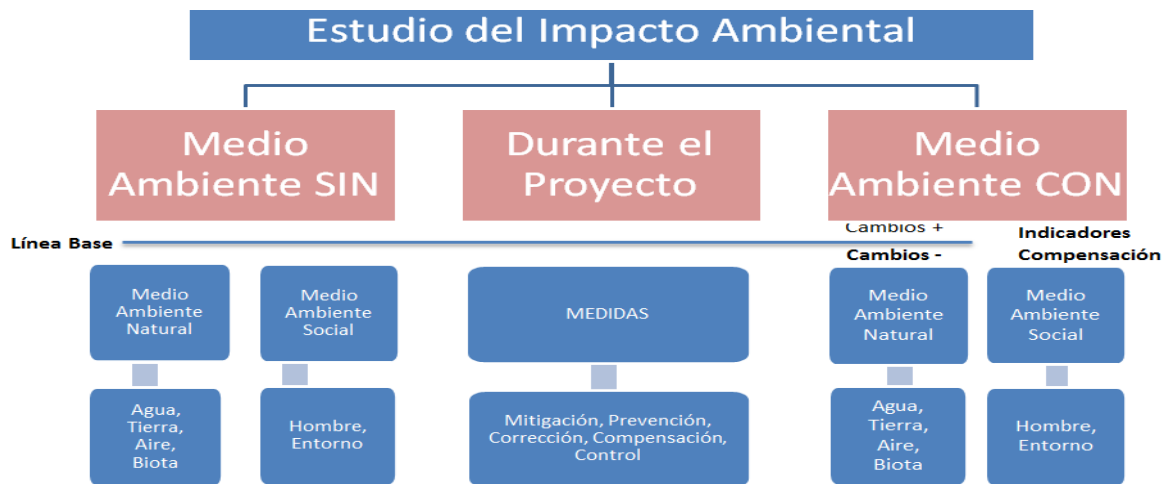 Estudio del Impacto Ambiental
Medio
Ambiente SIN
Durante el
Proyecto
Medio
Ambiente CON
Línea Base
Cambios +
Cambios -
Indicadores
Compensación
Medio
Ambiente
Natural
Medio
Ambiente
Social
MEDIDAS
Medio
Ambiente
Natural
Medio
Ambiente
Social
Agua,
Tierra,
Aire,
Biota
Hombre,
Entorno
Mitigación, Prevención,
Corrección, Compensación,
Control
Agua,
Tierra,
Aire,
Biota
Hombre,
Entorno